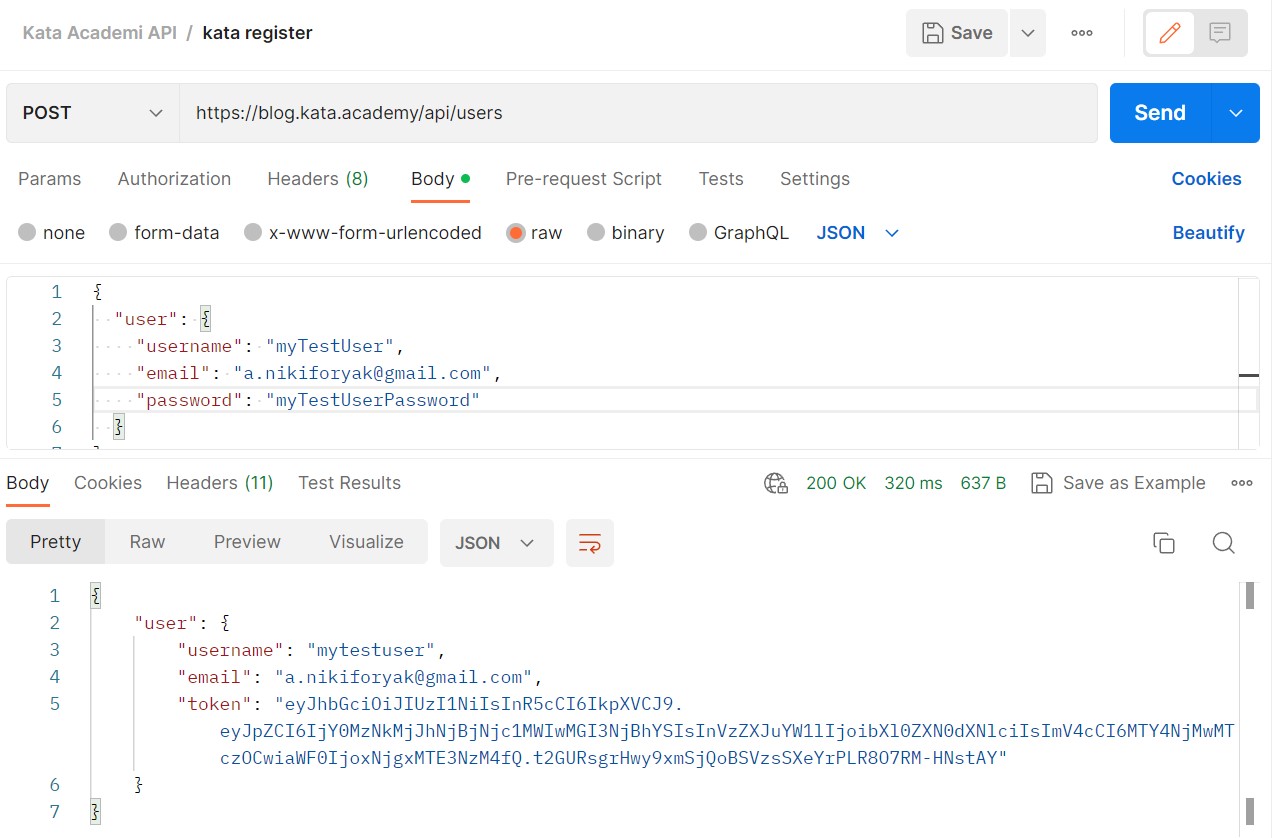 Kata Academi API / kata register
Save
POST
https://blog.kata.academy/api/users
Send
Params Authorization Headers (8) Body Pre-request Script Tests Settings Cookies
none form-data x-www-form-urlencoded raw binary GraphQL JSON Beautify
1 {
2 "user": {
3 "username": "myTestUser",
4 "email": "a.nikiforyak@gmail.com",
5 "password": "myTestUserPassword"
6 }
Body Cookies Headers (11) Test Results 200 OK 320 ms 637 B Save as Example
Pretty Raw Preview Visualize JSON
1 {
2 "user": {
3 "username": "mytestuser",
4 "email": "a.nikiforyak@gmail.com",
5 "token": "eyJhbGciOiJIUzI1NiIsInR5cCI6IkpXVCJ9.
eyJpZCI6IjY0MzNkMjJhNjBjNjc1MWIwMGI3NjBhYSIsInVzZXJuYW1lIjoibXl0ZXN0dXNlciIsImV4cCI6MTY4NjMwMT
czOCwiaWF0IjoxNjgxMTE3NzM4fQ.t2GURsgrHwy9xmSjQoBSVzsSXeYrPLR8O7RM-HNstAY"
6 }
7 }